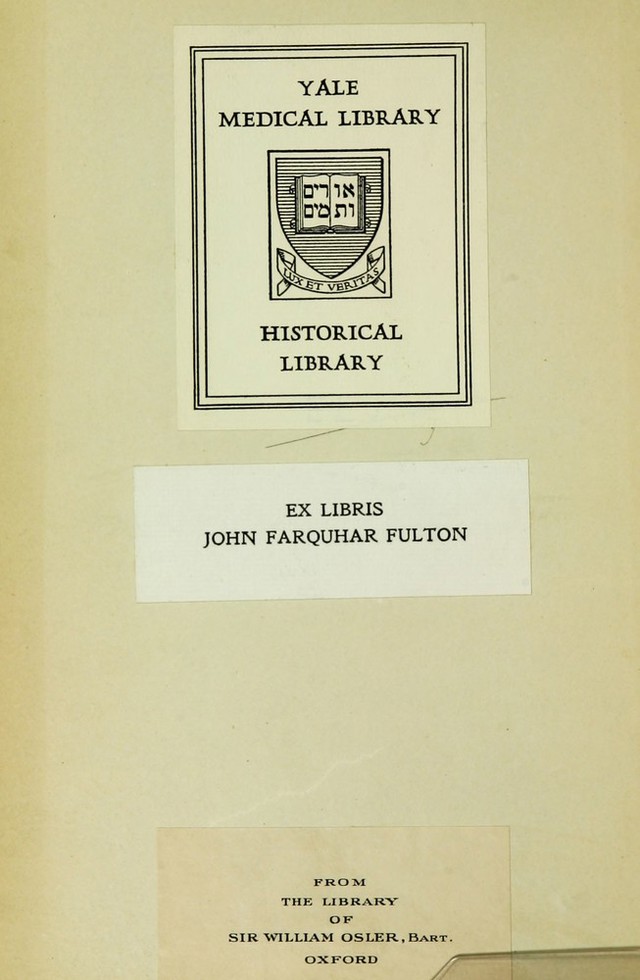 YALE
MEDICAL LIBRARY
אורים
ותמים
LUX ET VERITAS
HISTORICAL
LIBRARY
EX LIBRIS
JOHN FARQUHAR FULTON
FROM
THE LIBRARY
OF
SIR WILLIAM OSLER, BART.
OXFORD